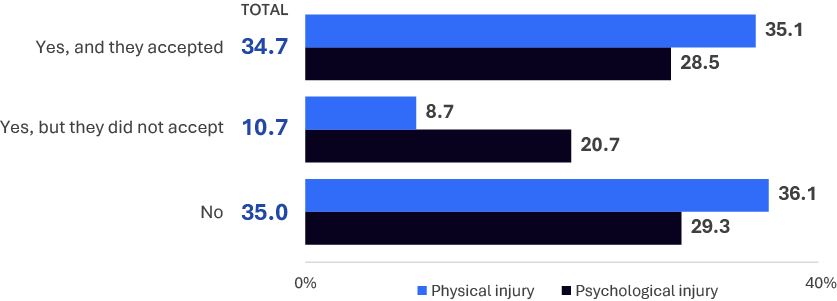 TOTAL
Yes, and they accepted 34.7 35.1
28.5
Yes, but they did not accept 10.7 8.7
20.7
No 35.0 36.1
29.3
0% 40%
Physical injury Psychological injury